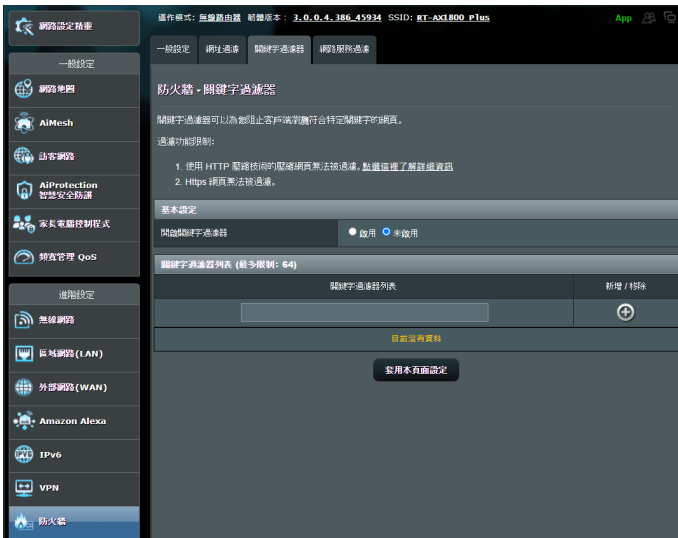 網路設定精靈
運作模式: 無線路由器 韌體版本: 3.0.0.4.386_45934 SSID: RT-AX1800 Plus
App
一般設定 網址過濾 關鍵字過濾器 網路服務過濾
一般設定
網路地圖
AiMesh
訪客網路
AiProtection
智慧安全防護
家長電腦控制程式
頻寬管理 QoS
進階設定
無線網路
區域網路(LAN)
外部網路(WAN)
Amazon Alexa
IPv6
VPN
防火牆
防火牆 - 關鍵字過濾器
關鍵字過濾器可以為您阻止客戶端瀏覽符合特定關鍵字的網頁。
過濾功能限制:
1. 使用 HTTP 壓縮技術的壓縮網頁無法被過濾。點選這裡了解詳細資訊
2. Https 網頁無法被過濾。
基本設定
開啟關鍵字過濾器 啟用 未啟用
關鍵字過濾器列表 (最多限制: 64)
關鍵字過濾器列表 新增 / 移除
目前沒有資料
套用本頁面設定